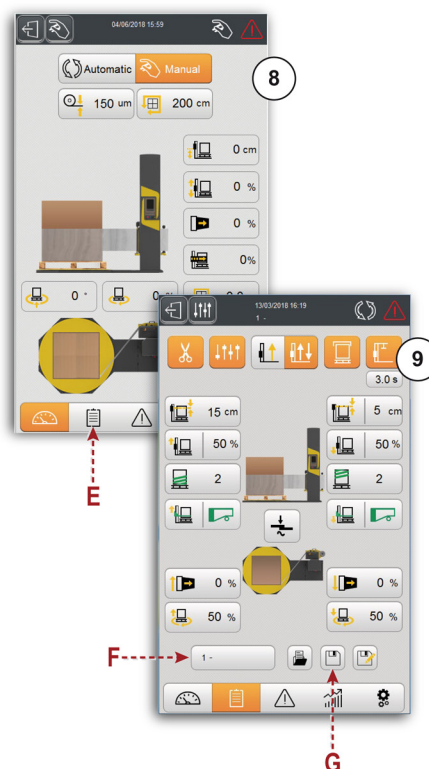 04/06/2018 15:59
Automatic Manual
8
150 um 200 cm
0 cm
0 %
0 %
0%
0 °
E
13/03/2018 16:19
1 -
9
3.0 s
15 cm 5 cm
50 % 50 %
2 2
0 % 0 %
50 % 50 %
F 1 -
G